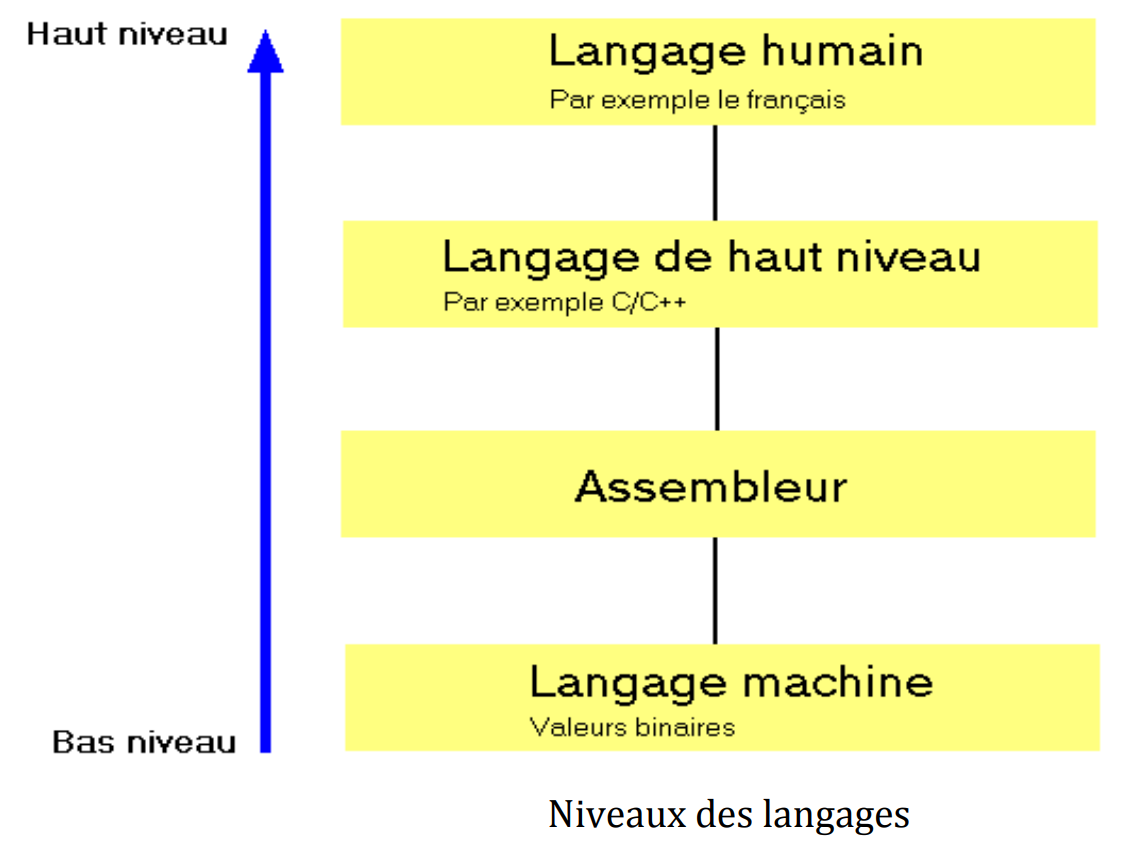 Haut niveau
Langage humain
Par exemple le français
Langage de haut niveau
Par exemple C/C++
Assembleur
Langage machine
Valeurs binaires
Bas niveau
Niveaux des langages